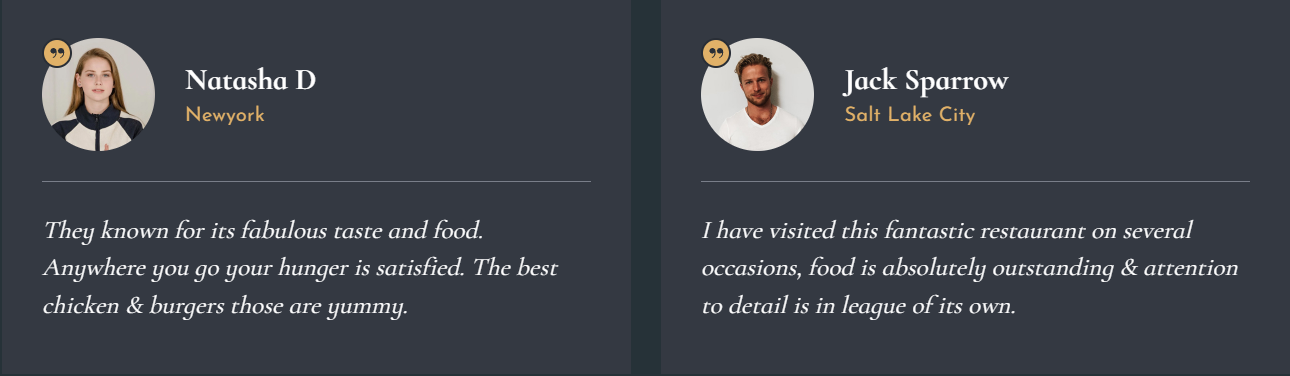 Natasha D
Newyork
They known for its fabulous taste and food.
Anywhere you go your hunger is satisfied. The best
chicken & burgers those are yummy.
Jack Sparrow
Salt Lake City
I have visited this fantastic restaurant on several
occasions, food is absolutely outstanding & attention
to detail is in league of its own.